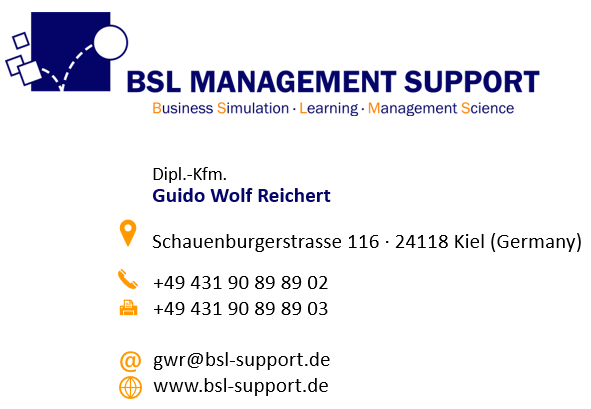 BSL MANAGEMENT SUPPORT
Business Simulation · Learning · Management Science
Dipl.-Kfm.
Guido Wolf Reichert
Schauenburgerstrasse 116 · 24118 Kiel (Germany)
+49 431 90 89 89 02
+49 431 90 89 89 03
@ gwr@bsl-support.de
www.bsl-support.de